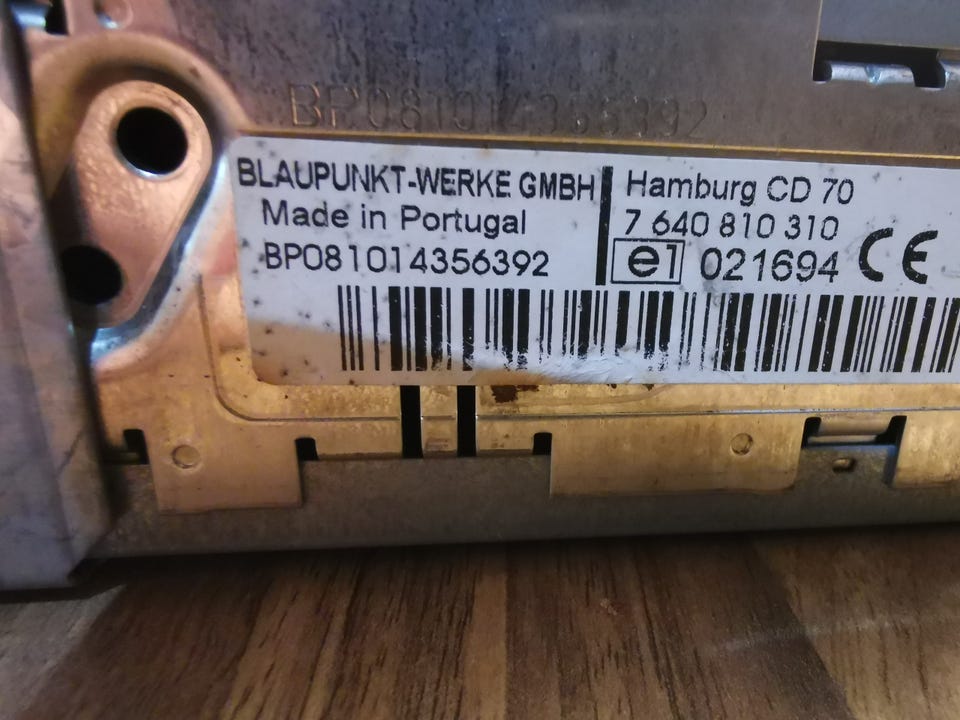 BP081014356392
BLAUPUNKT-WERKE GMBH
Made in Portugal
BP081014356392
Hamburg CD 70
7 640 810 310
e1 021694 CE